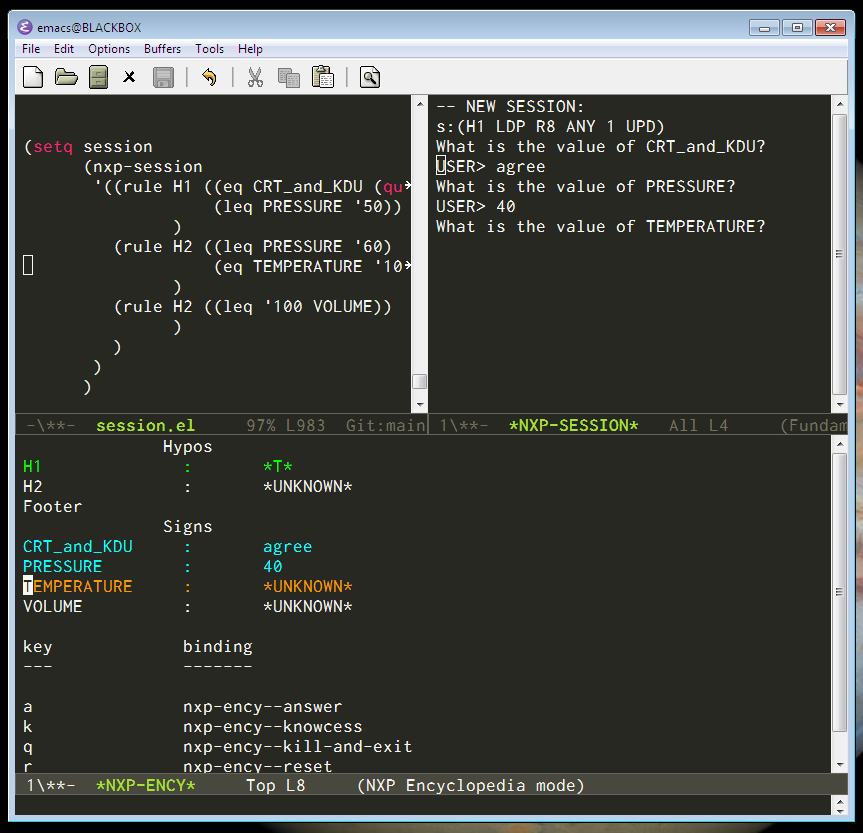 emacs@BLACKBOX
File Edit Options Buffers Tools Help
(setq session
(nxp-session
'((rule H1 ((eq CRT_and_KDU (qu
(leq PRESSURE '50))
)
(rule H2 ((leq PRESSURE '60)
(eq TEMPERATURE '10
)
(rule H2 ((leq '100 VOLUME))
)
)
)
)
-\**- session.el 97% L983 Git:main
-- NEW SESSION:
s:(H1 LDP R8 ANY 1 UPD)
What is the value of CRT_and_KDU?
USER> agree
What is the value of PRESSURE?
USER> 40
What is the value of TEMPERATURE?
1\**- *NXP-SESSION* All L4 (Fundam
Hypos
H1 : *T*
H2 : *UNKNOWN*
Footer
Signs
CRT_and_KDU : agree
PRESSURE : 40
TEMPERATURE : *UNKNOWN*
VOLUME : *UNKNOWN*
key binding
--- -------
a nxp-ency--answer
k nxp-ency--knowcess
q nxp-ency--kill-and-exit
r nxp-ency--reset
1\**- *NXP-ENCY* Top L8 (NXP Encyclopedia mode)